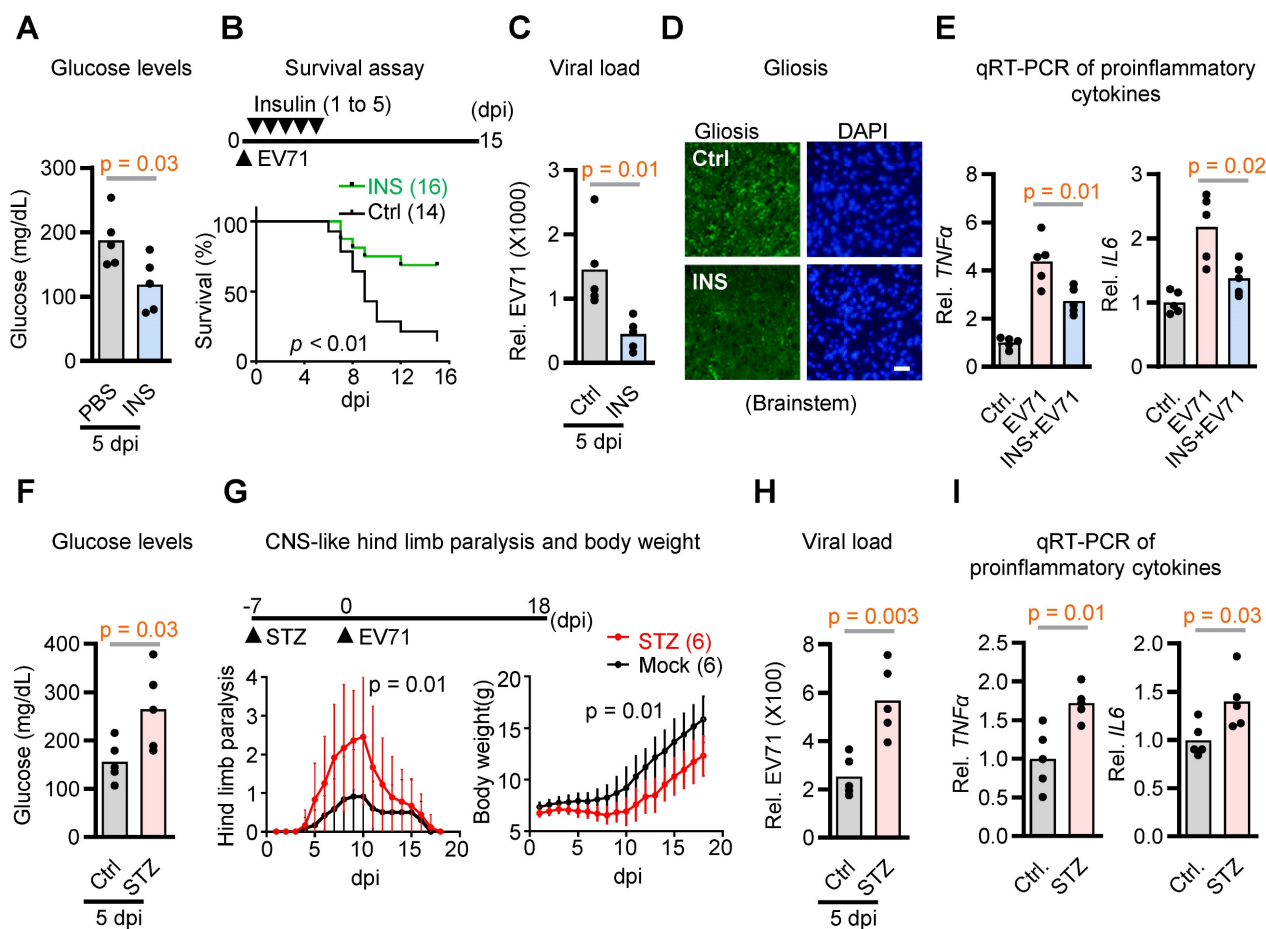 A
Glucose levels
Glucose (mg/dL)
300
200
100
0
p = 0.03
PBS
INS
5 dpi
B
Survival assay
Insulin (1 to 5)
(dpi)
0
15
EV71
INS (16)
Ctrl (14)
Survival (%)
100
50
0
p < 0.01
0
4
8
12
16
dpi
C
Viral load
Rel. EV71 (X1000)
3
2
1
0
p = 0.01
Ctrl
INS
5 dpi
D
Gliosis
Gliosis
DAPI
Ctrl
INS
(Brainstem)
E
qRT-PCR of proinflammatory
cytokines
Rel. TNFα
8
6
4
2
0
p = 0.01
Ctrl.
EV71
INS+EV71
Rel. IL6
3
2
1
0
p = 0.02
Ctrl.
EV71
INS+EV71
F
Glucose levels
Glucose (mg/dL)
400
300
200
100
0
p = 0.03
Ctrl
STZ
5 dpi
G
CNS-like hind limb paralysis and body weight
-7
0
18
(dpi)
STZ
EV71
STZ (6)
Mock (6)
Hind limb paralysis
4
3
2
1
0
p = 0.01
0
5
10
15
20
dpi
Body weight(g)
20
15
10
5
p = 0.01
0
5
10
15
20
dpi
H
Viral load
Rel. EV71 (X100)
8
6
4
2
0
p = 0.003
Ctrl
STZ
5 dpi
I
qRT-PCR of
proinflammatory cytokines
Rel. TNFα
2.5
2.0
1.5
1.0
0.5
0.0
p = 0.01
Ctrl.
STZ
Rel. IL6
2.0
1.5
1.0
0.5
0.0
p = 0.03
Ctrl.
STZ